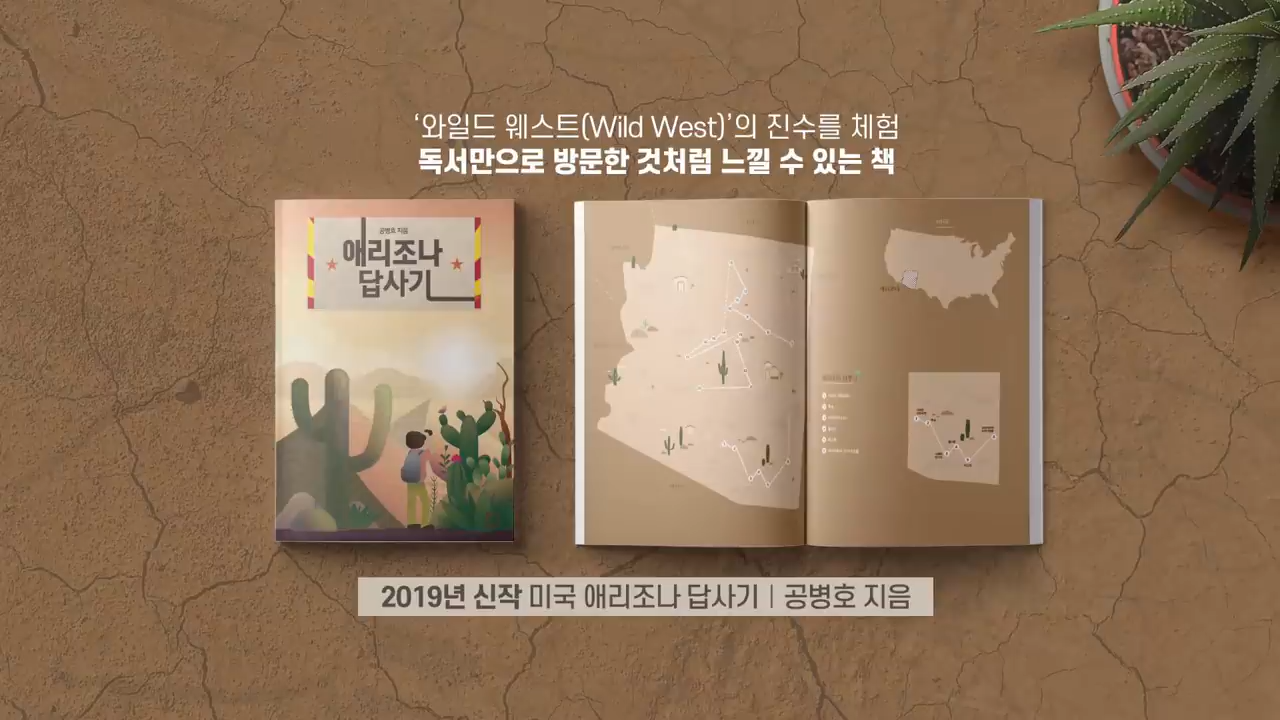 ‘와일드 웨스트(Wild West)’의 진수를 체험
독서만으로 방문한 것처럼 느낄 수 있는 책
공병호 지음
애리조나
답사기
2019년 신작 미국 애리조나 답사기 | 공병호 지음